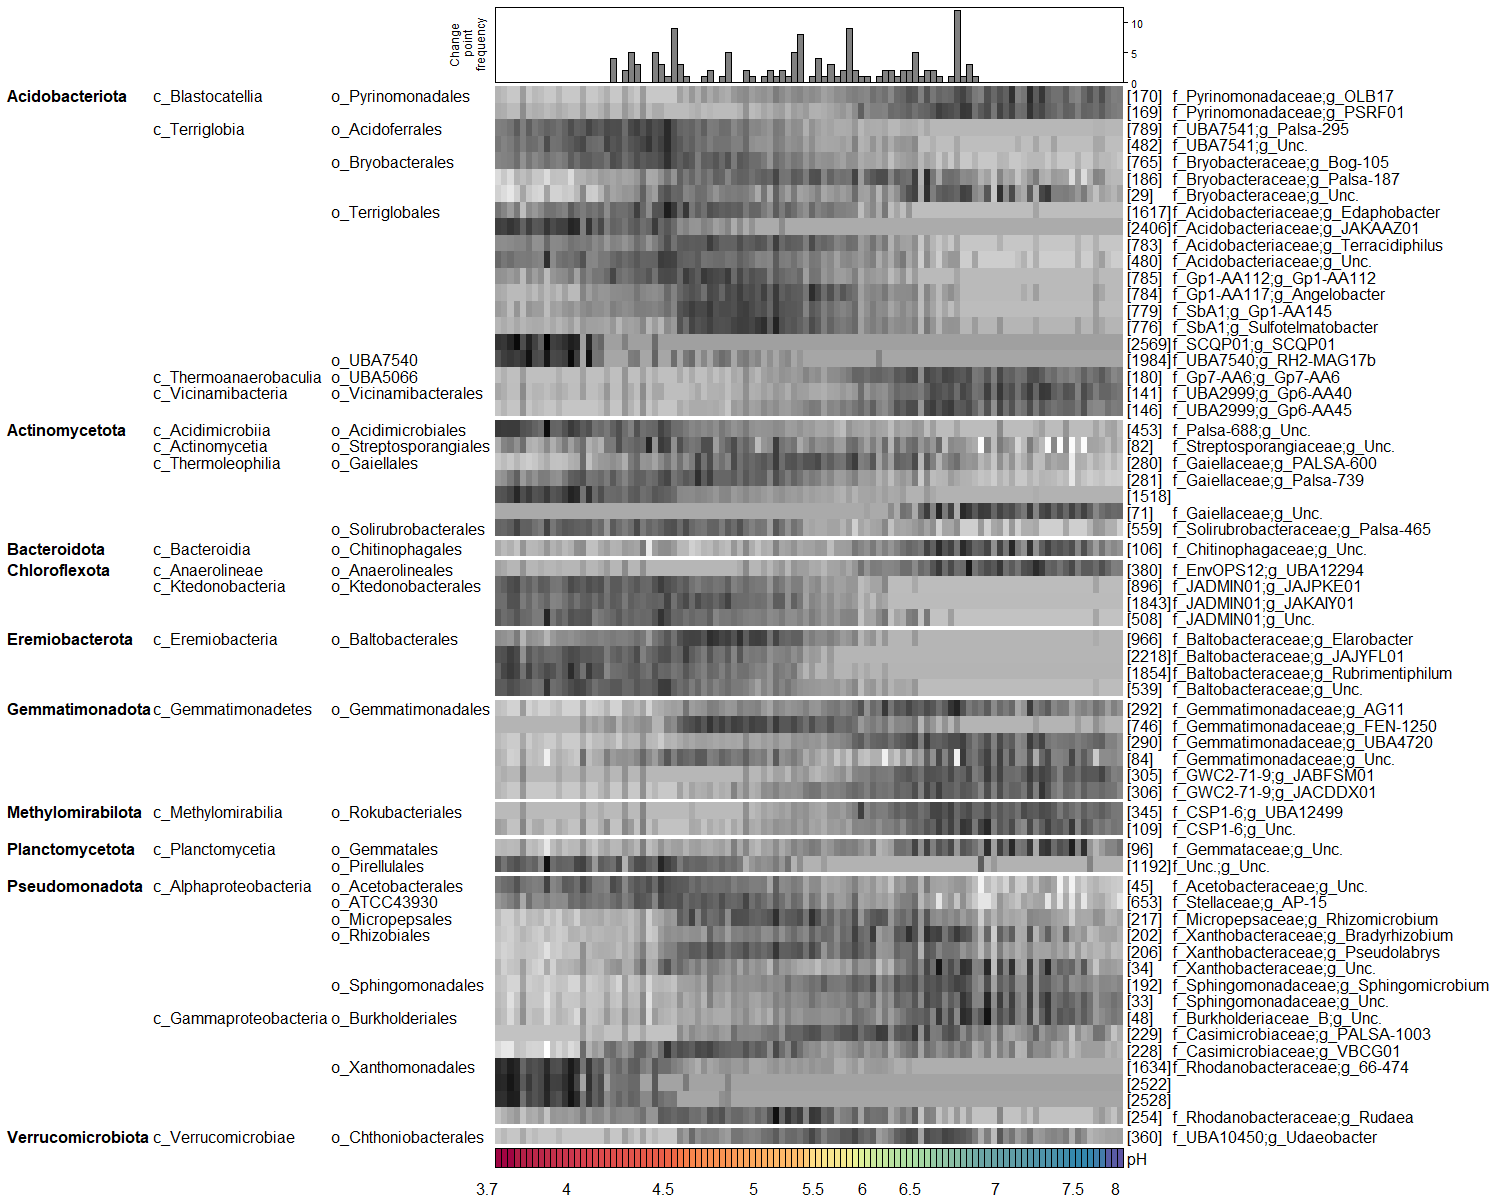 Change
point
frequency
10
5
0
Acidobacteriota c_Blastocatellia o_Pyrinomonadales [170] f_Pyrinomonadaceae;g_OLB17
[169] f_Pyrinomonadaceae;g_PSRF01
c_Terriglobia o_Acidoferrales [789] f_UBA7541;g_Palsa-295
[482] f_UBA7541;g_Unc.
o_Bryobacterales [765] f_Bryobacteraceae;g_Bog-105
[186] f_Bryobacteraceae;g_Palsa-187
[29] f_Bryobacteraceae;g_Unc.
o_Terriglobales [1617] f_Acidobacteriaceae;g_Edaphobacter
[2406] f_Acidobacteriaceae;g_JAKAAZ01
[783] f_Acidobacteriaceae;g_Terracidiphilus
[480] f_Acidobacteriaceae;g_Unc.
[785] f_Gp1-AA112;g_Gp1-AA112
[784] f_Gp1-AA117;g_Angelobacter
[779] f_SbA1;g_Gp1-AA145
[776] f_SbA1;g_Sulfotelmatobacter
[2569] f_SCQP01;g_SCQP01
o_UBA7540 [1984] f_UBA7540;g_RH2-MAG17b
c_Thermoanaerobaculia o_UBA5066 [180] f_Gp7-AA6;g_Gp7-AA6
c_Vicinamibacteria o_Vicinamibacterales [141] f_UBA2999;g_Gp6-AA40
[146] f_UBA2999;g_Gp6-AA45
Actinomycetota c_Acidimicrobiia o_Acidimicrobiales [453] f_Palsa-688;g_Unc.
c_Actinomycetia o_Streptosporangiales [82] f_Streptosporangiaceae;g_Unc.
c_Thermoleophilia o_Gaiellales [280] f_Gaiellaceae;g_PALSA-600
[281] f_Gaiellaceae;g_Palsa-739
[1518]
[71] f_Gaiellaceae;g_Unc.
o_Solirubrobacterales [559] f_Solirubrobacteraceae;g_Palsa-465
Bacteroidota c_Bacteroidia o_Chitinophagales [106] f_Chitinophagaceae;g_Unc.
Chloroflexota c_Anaerolineae o_Anaerolineales [380] f_EnvOPS12;g_UBA12294
c_Ktedonobacteria o_Ktedonobacterales [896] f_JADMIN01;g_JAJPKE01
[1843] f_JADMIN01;g_JAKAIY01
[508] f_JADMIN01;g_Unc.
Eremiobacterota c_Eremiobacteria o_Baltobacterales [966] f_Baltobacteraceae;g_Elarobacter
[2218] f_Baltobacteraceae;g_JAJYFL01
[1854] f_Baltobacteraceae;g_Rubrimentiphilum
[539] f_Baltobacteraceae;g_Unc.
Gemmatimonadota c_Gemmatimonadetes o_Gemmatimonadales [292] f_Gemmatimonadaceae;g_AG11
[746] f_Gemmatimonadaceae;g_FEN-1250
[290] f_Gemmatimonadaceae;g_UBA4720
[84] f_Gemmatimonadaceae;g_Unc.
[305] f_GWC2-71-9;g_JABFSM01
[306] f_GWC2-71-9;g_JACDDX01
Methylomirabilota c_Methylomirabilia o_Rokubacteriales [345] f_CSP1-6;g_UBA12499
[109] f_CSP1-6;g_Unc.
Planctomycetota c_Planctomycetia o_Gemmatales [96] f_Gemmataceae;g_Unc.
o_Pirellulales [1192] f_Unc.;g_Unc.
Pseudomonadota c_Alphaproteobacteria o_Acetobacterales [45] f_Acetobacteraceae;g_Unc.
o_ATCC43930 [653] f_Stellaceae;g_AP-15
o_Micropepsales [217] f_Micropepsaceae;g_Rhizomicrobium
o_Rhizobiales [202] f_Xanthobacteraceae;g_Bradyrhizobium
[206] f_Xanthobacteraceae;g_Pseudolabrys
[34] f_Xanthobacteraceae;g_Unc.
o_Sphingomonadales [192] f_Sphingomonadaceae;g_Sphingomicrobium
[33] f_Sphingomonadaceae;g_Unc.
c_Gammaproteobacteria o_Burkholderiales [48] f_Burkholderiaceae_B;g_Unc.
[229] f_Casimicrobiaceae;g_PALSA-1003
[228] f_Casimicrobiaceae;g_VBCG01
o_Xanthomonadales [1634] f_Rhodanobacteraceae;g_66-474
[2522]
[2528]
[254] f_Rhodanobacteraceae;g_Rudaea
Verrucomicrobiota c_Verrucomicrobiae o_Chthoniobacterales [360] f_UBA10450;g_Udaeobacter
pH
3.7 4 4.5 5 5.5 6 6.5 7 7.5 8